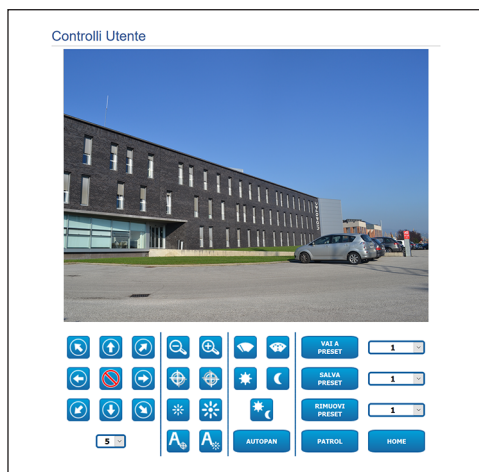 Controlli Utente
VAI A
PRESET
1
SALVA
PRESET
1
RIMUOVI
PRESET
1
5
A
A
AUTOPAN
PATROL
HOME